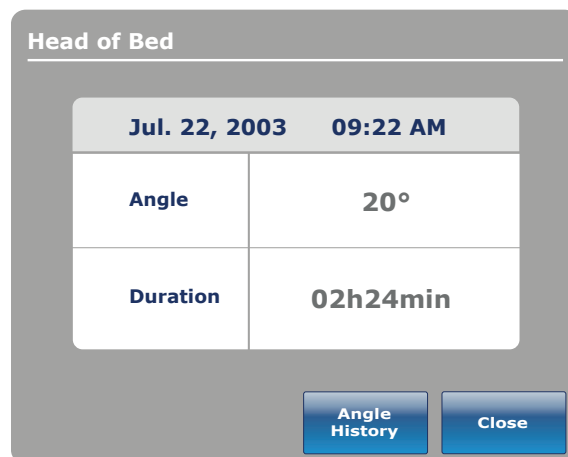 Head of Bed
Jul. 22, 2003 09:22 AM
Angle 20°
Duration 02h24min
Angle
History
Close